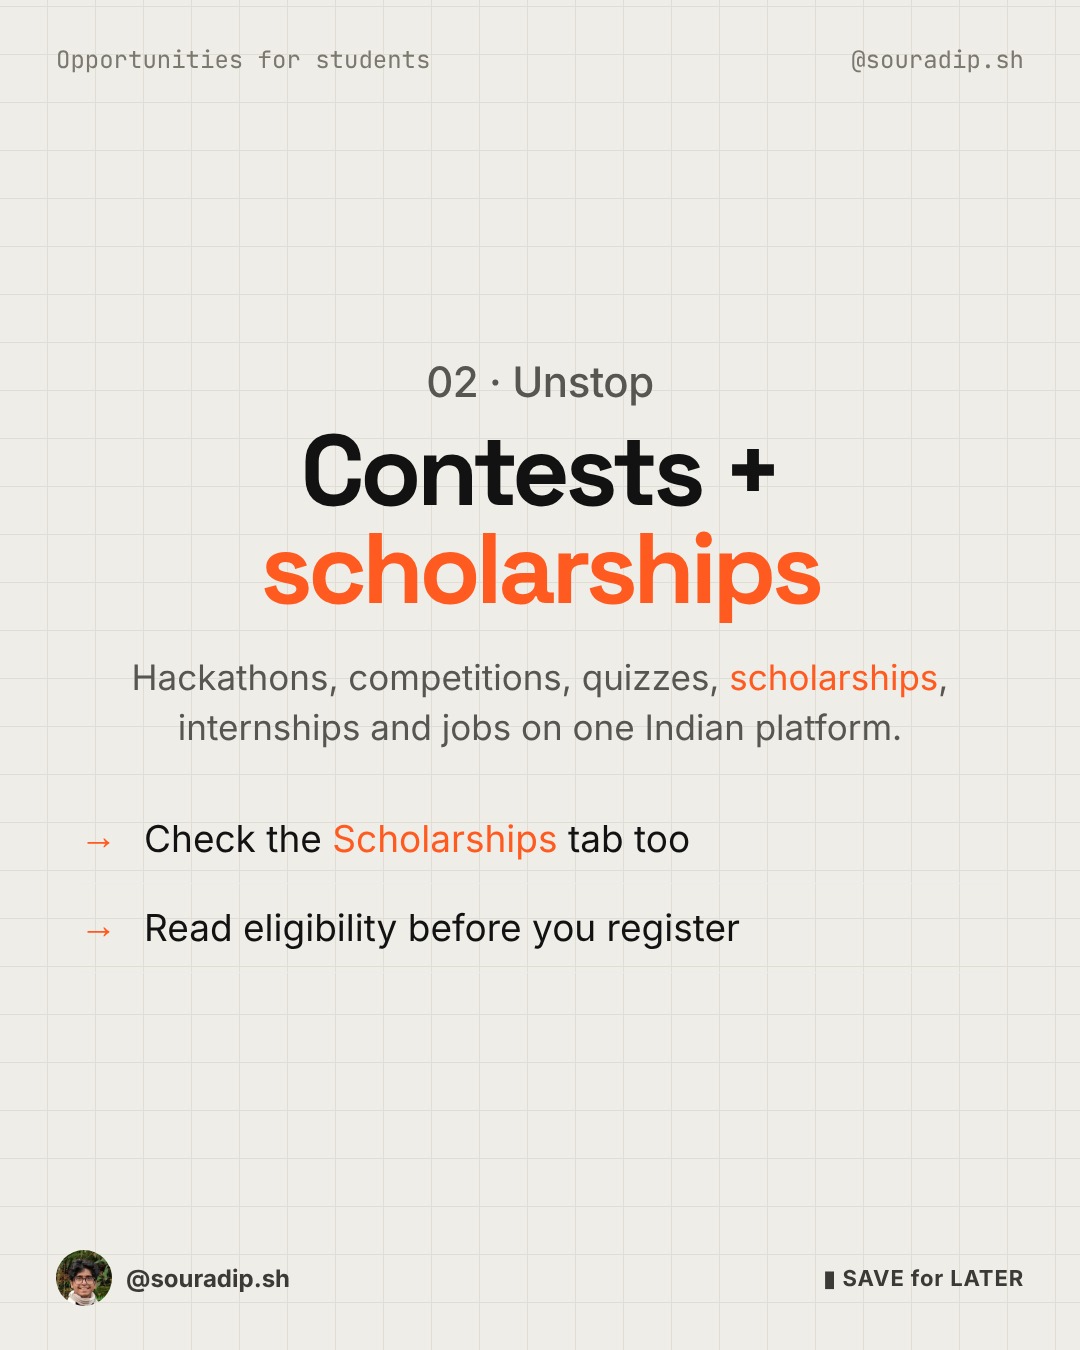 Opportunities for students
@souradip.sh
02 · Unstop
Contests +
scholarships
Hackathons, competitions, quizzes, scholarships,
internships and jobs on one Indian platform.
→ Check the Scholarships tab too
→ Read eligibility before you register
@souradip.sh
▮ SAVE for LATER